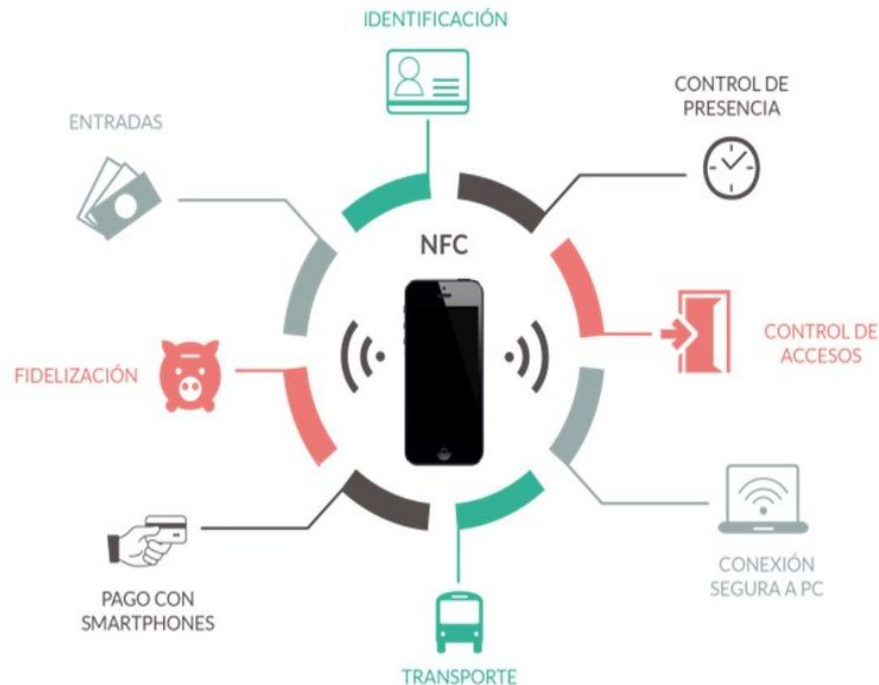 IDENTIFICACIÓN
CONTROL DE
PRESENCIA
ENTRADAS
NFC
CONTROL DE
ACCESOS
FIDELIZACIÓN
CONEXIÓN
SEGURA A PC
PAGO CON
SMARTPHONES
TRANSPORTE